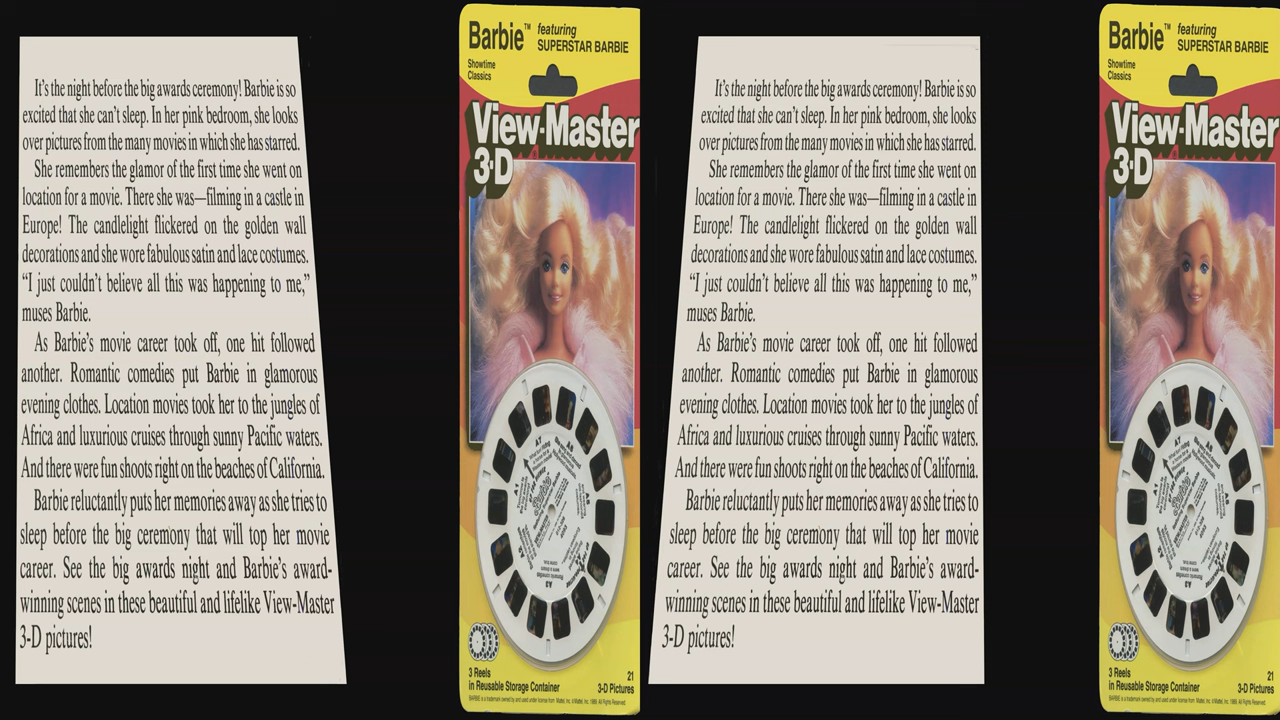 It's the night before the big awards ceremony! Barbie is so
excited that she can't sleep. In her pink bedroom, she looks
over pictures from the many movies in which she has starred.
She remembers the glamor of the first time she went on
location for a movie. There she was—filming in a castle in
Europe! The candlelight flickered on the golden wall
decorations and she wore fabulous satin and lace costumes.
“I just couldn't believe all this was happening to me,”
muses Barbie.
As Barbie's movie career took off, one hit followed
another. Romantic comedies put Barbie in glamorous
evening clothes. Location movies took her to the jungles of
Africa and luxurious cruises through sunny Pacific waters.
And there were fun shoots right on the beaches of California.
Barbie reluctantly puts her memories away as she tries to
sleep before the big ceremony that will top her movie
career. See the big awards night and Barbie's award-
winning scenes in these beautiful and lifelike View-Master
3-D pictures!
Barbie™ featuring
SUPERSTAR BARBIE
Showtime
Classics
View-Master
3-D
3 Reels
in Reusable Storage Container
21
3-D Pictures
It's the night before the big awards ceremony! Barbie is so
excited that she can't sleep. In her pink bedroom, she looks
over pictures from the many movies in which she has starred.
She remembers the glamor of the first time she went on
location for a movie. There she was—filming in a castle in
Europe! The candlelight flickered on the golden wall
decorations and she wore fabulous satin and lace costumes.
“I just couldn't believe all this was happening to me,”
muses Barbie.
As Barbie's movie career took off, one hit followed
another. Romantic comedies put Barbie in glamorous
evening clothes. Location movies took her to the jungles of
Africa and luxurious cruises through sunny Pacific waters.
And there were fun shoots right on the beaches of California.
Barbie reluctantly puts her memories away as she tries to
sleep before the big ceremony that will top her movie
career. See the big awards night and Barbie's award-
winning scenes in these beautiful and lifelike View-Master
3-D pictures!
Barbie™ featuring
SUPERSTAR BARBIE
Showtime
Classics
View-Master
3-D
3 Reels
in Reusable Storage Container
21
3-D Pictures